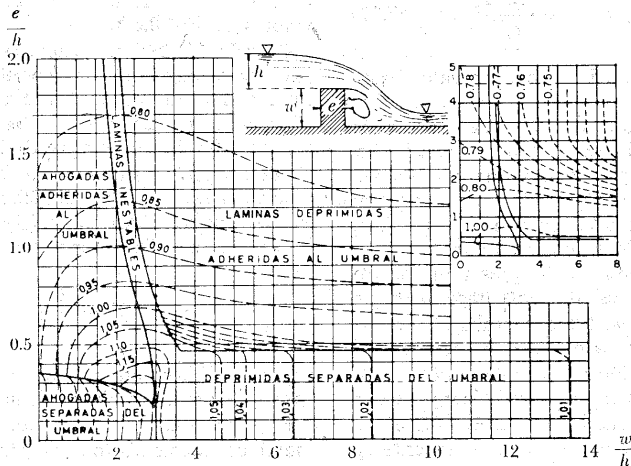 e
h
2.0
1.5
1.0
0.5
0
2
4
6
8
10
12
14
w
h
h
w
e
LAMINAS INESTABLES
AHOGADAS
ADHERIDAS
AL
UMBRAL
LAMINAS DEPRIMIDAS
ADHERIDAS AL UMBRAL
DEPRIMIDAS SEPARADAS DEL UMBRAL
AHOGADAS
SEPARADAS DEL
UMBRAL
0,80
0,85
0,90
0,95
1,00
1,05
1,10
1,15
1,05
1,04
1,03
1,02
1,01
5
4
3
2
1
0
0
2
4
6
8
0.78
0.77
0.76
0.75
0.79
0.80
1.00